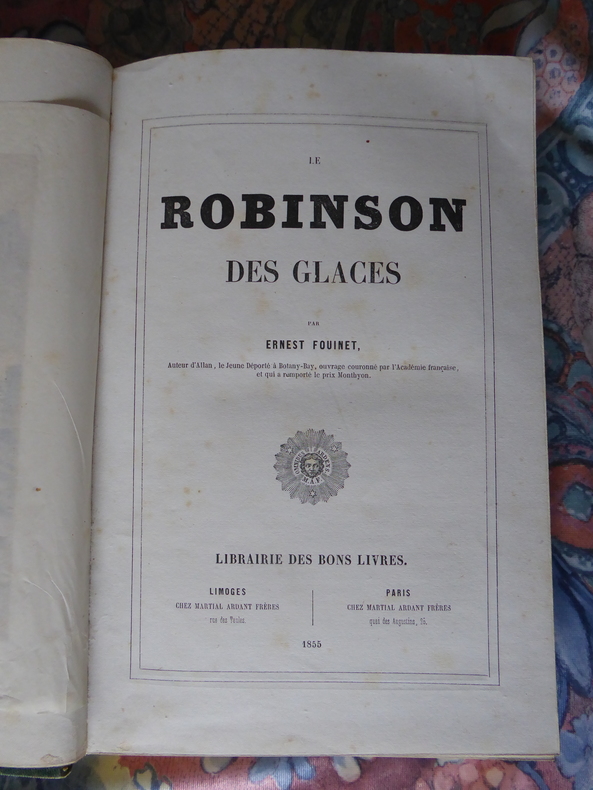 LE
ROBINSON
DES GLACES
PAR
ERNEST FOUINET,
Auteur d'Allan, le Jeune Déporté à Botany-Bay, ouvrage couronné par l'Académie française,
et qui a remporté le prix Monthyon.
M.A.F.
LIBRAIRIE DES BONS LIVRES.
LIMOGES
CHEZ MARTIAL ARDANT FRÈRES
rue des Taules.
PARIS
CHEZ MARTIAL ARDANT FRÈRES
quai des Augustins, 25.
1855